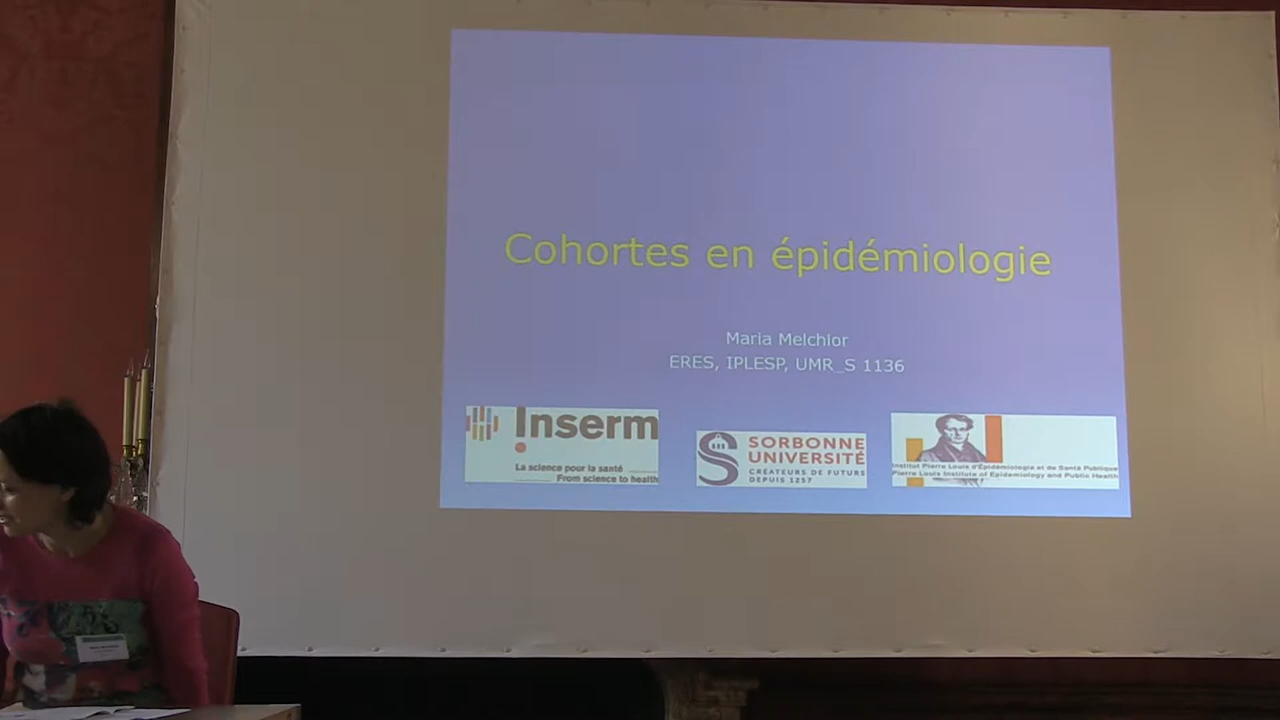 Cohortes en épidémiologie
Maria Melchior
ERES, IPLESP, UMR_S 1136
Inserm
La science pour la santé
From science to health
SORBONNE
UNIVERSITÉ
CRÉATEURS DE FUTURS
DEPUIS 1257
Institut Pierre Louis d'Épidémiologie et de Santé Publique
Pierre Louis Institute of Epidemiology and Public Health